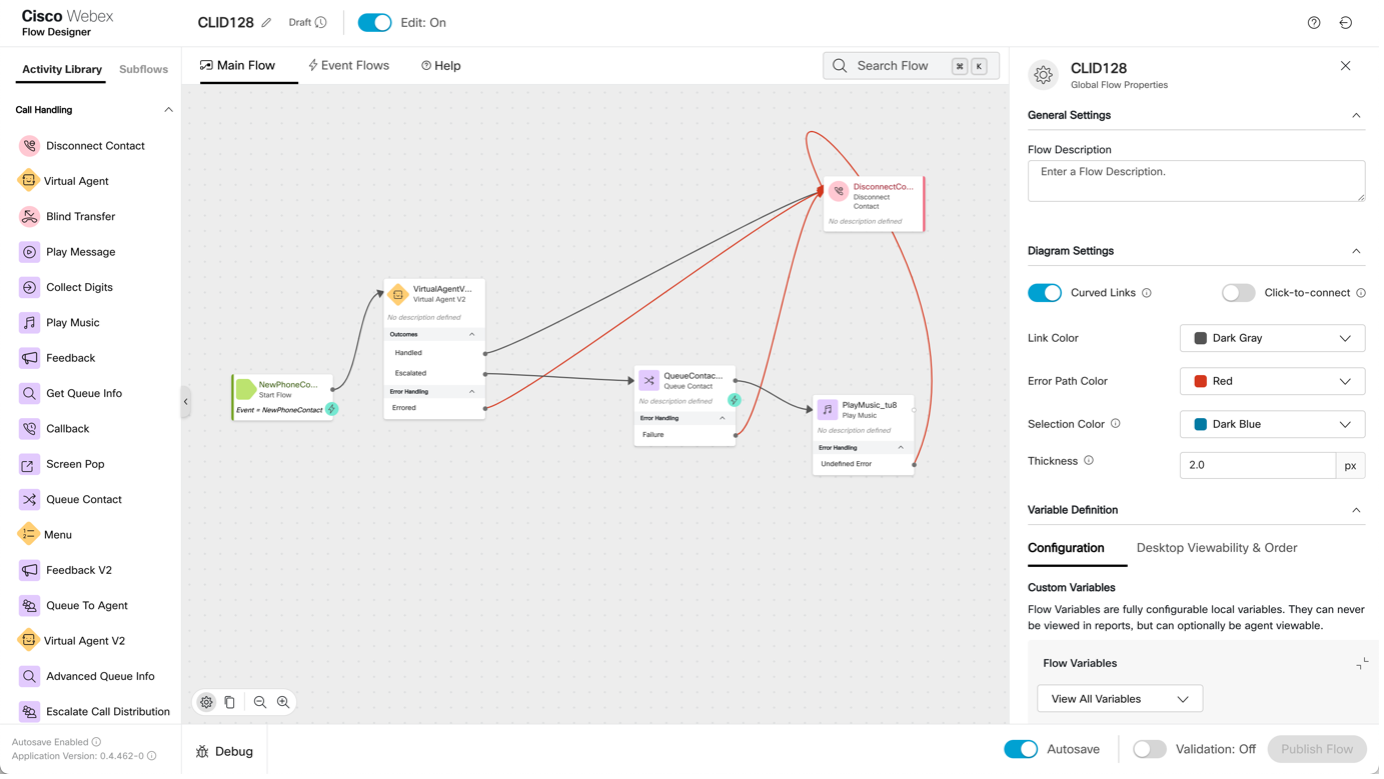 Cisco Webex
Flow Designer
CLID128
Draft
Edit: On
Activity Library
Subflows
Call Handling
Disconnect Contact
Virtual Agent
Blind Transfer
Play Message
Collect Digits
Play Music
Feedback
Get Queue Info
Callback
Screen Pop
Queue Contact
Menu
Feedback V2
Queue To Agent
Virtual Agent V2
Advanced Queue Info
Escalate Call Distribution
Autosave Enabled
Application Version: 0.4.462-0
Main Flow
Event Flows
Help
Search Flow
⌘ K
NewPhoneCo...
Start Flow
Event = NewPhoneContact
VirtualAgentV...
Virtual Agent V2
No description defined
Outcomes
Handled
Escalated
Error Handling
Errored
QueueContac...
Queue Contact
No description defined
Error Handling
Failure
PlayMusic_tu8
Play Music
No description defined
Error Handling
Undefined Error
DisconnectCo...
Disconnect
Contact
No description defined
Debug
CLID128
Global Flow Properties
General Settings
Flow Description
Enter a Flow Description.
Diagram Settings
Curved Links
Click-to-connect
Link Color
Dark Gray
Error Path Color
Red
Selection Color
Dark Blue
Thickness
2.0
px
Variable Definition
Configuration
Desktop Viewability & Order
Custom Variables
Flow Variables are fully configurable local variables. They can never
be viewed in reports, but can optionally be agent viewable.
Flow Variables
View All Variables
Autosave
Validation: Off
Publish Flow